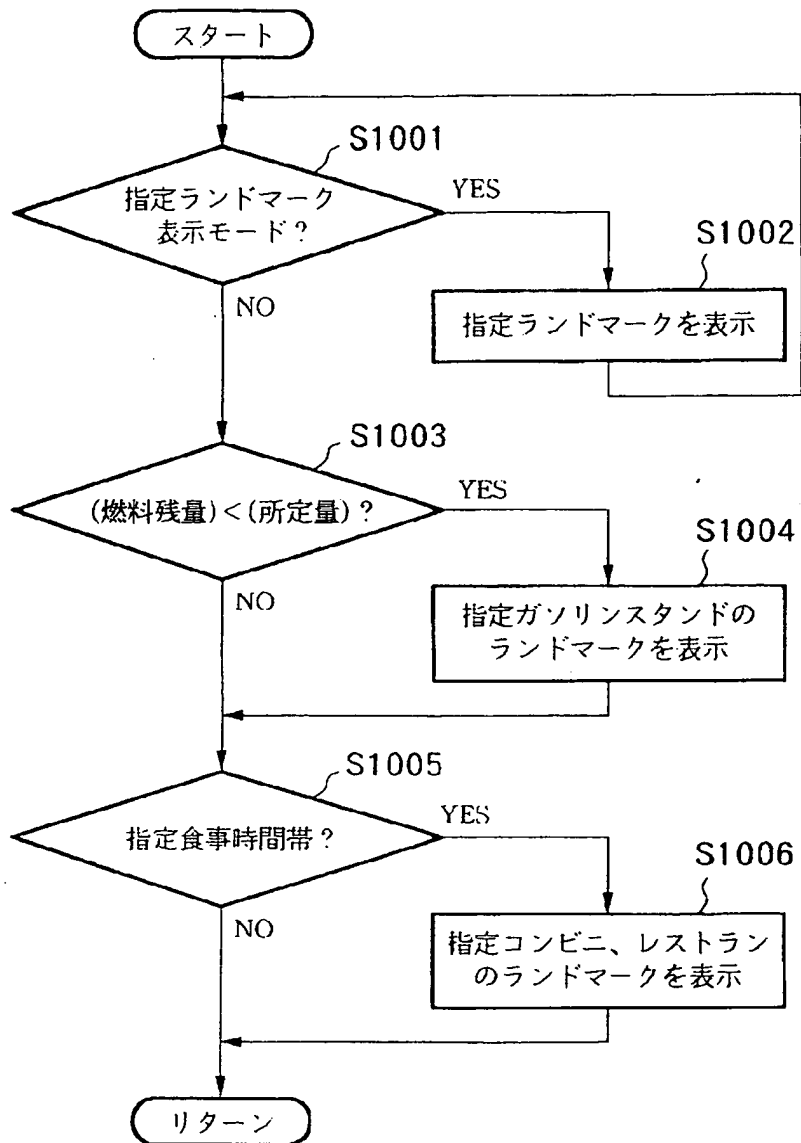 スタート
S1001
指定ランドマーク
表示モード?
YES
NO
S1002
指定ランドマークを表示
S1003
(燃料残量)<(所定量)?
YES
NO
S1004
指定ガソリンスタンドの
ランドマークを表示
S1005
指定食事時間帯?
YES
NO
S1006
指定コンビニ、レストラン
のランドマークを表示
リターン